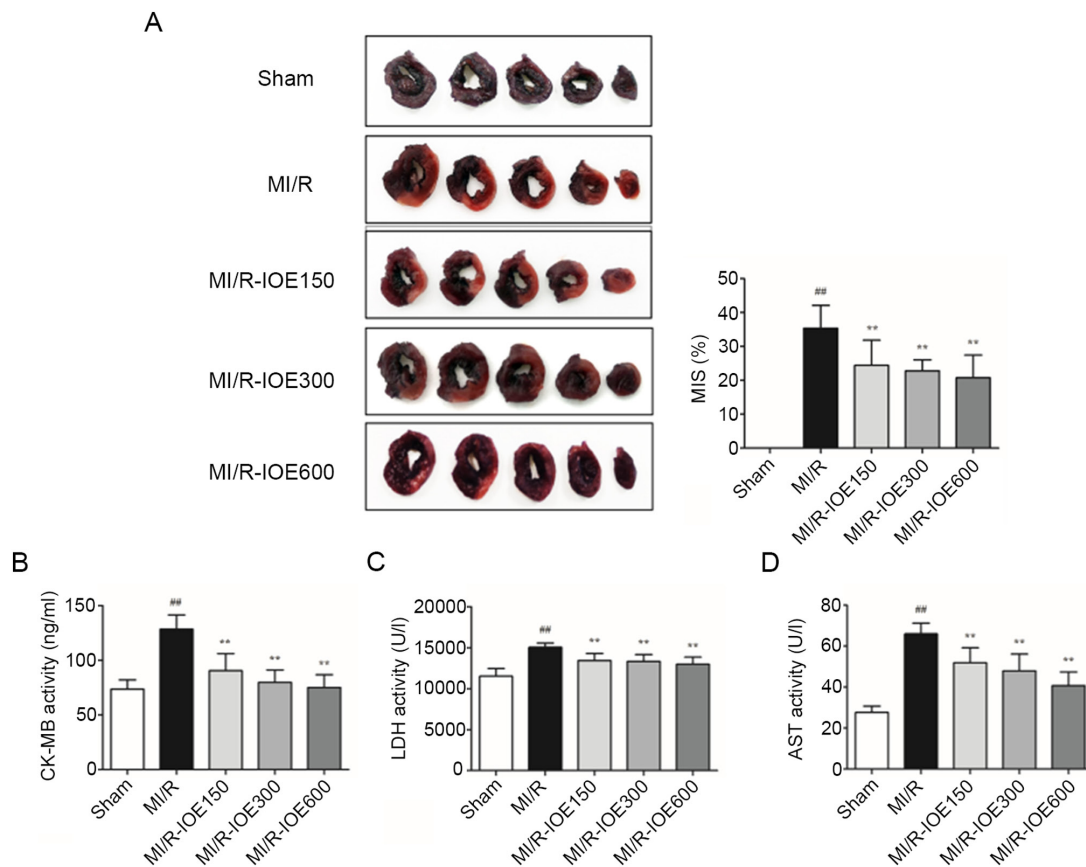 A
Sham
MI/R
MI/R-IOE150
MI/R-IOE300
MI/R-IOE600
MIS (%)
50
40
30
20
10
0
##
**
**
**
Sham
MI/R
MI/R-IOE150
MI/R-IOE300
MI/R-IOE600
B
CK-MB activity (ng/ml)
150
100
50
0
##
**
**
**
Sham
MI/R
MI/R-IOE150
MI/R-IOE300
MI/R-IOE600
C
LDH activity (U/l)
20000
15000
10000
5000
0
##
**
**
**
Sham
MI/R
MI/R-IOE150
MI/R-IOE300
MI/R-IOE600
D
AST activity (U/l)
80
60
40
20
0
##
**
**
**
Sham
MI/R
MI/R-IOE150
MI/R-IOE300
MI/R-IOE600